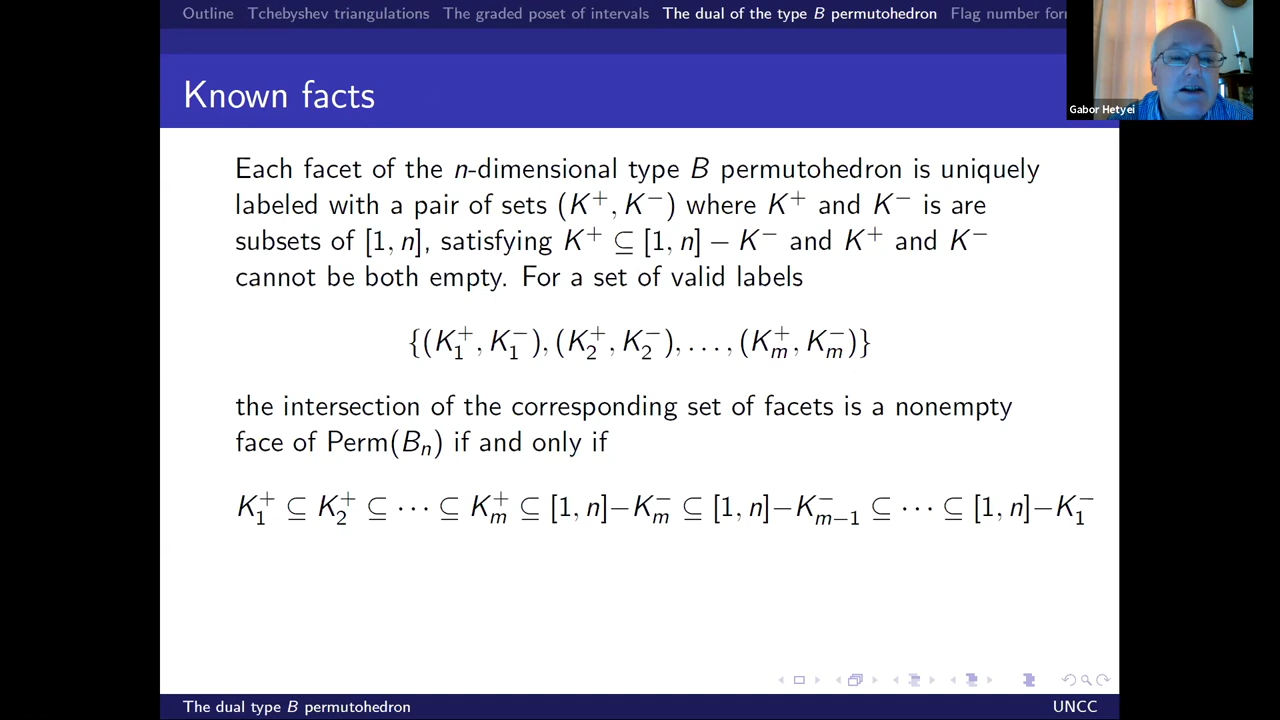 Outline Tchebyshev triangulations The graded poset of intervals The dual of the type B permutohedron Flag number for
Known facts
Gabor Hetyei
Each facet of the n-dimensional type B permutohedron is uniquely
labeled with a pair of sets (K⁺, K⁻) where K⁺ and K⁻ is are
subsets of [1, n], satisfying K⁺ ⊆ [1, n] − K⁻ and K⁺ and K⁻
cannot be both empty. For a set of valid labels
{(K₁⁺, K₁⁻), (K₂⁺, K₂⁻), . . . , (Kₘ⁺, Kₘ⁻)}
the intersection of the corresponding set of facets is a nonempty
face of Perm(Bₙ) if and only if
K₁⁺ ⊆ K₂⁺ ⊆ · · · ⊆ Kₘ⁺ ⊆ [1, n]−Kₘ⁻ ⊆ [1, n]−Kₘ₋₁⁻ ⊆ · · · ⊆ [1, n]−K₁⁻
The dual type B permutohedron UNCC